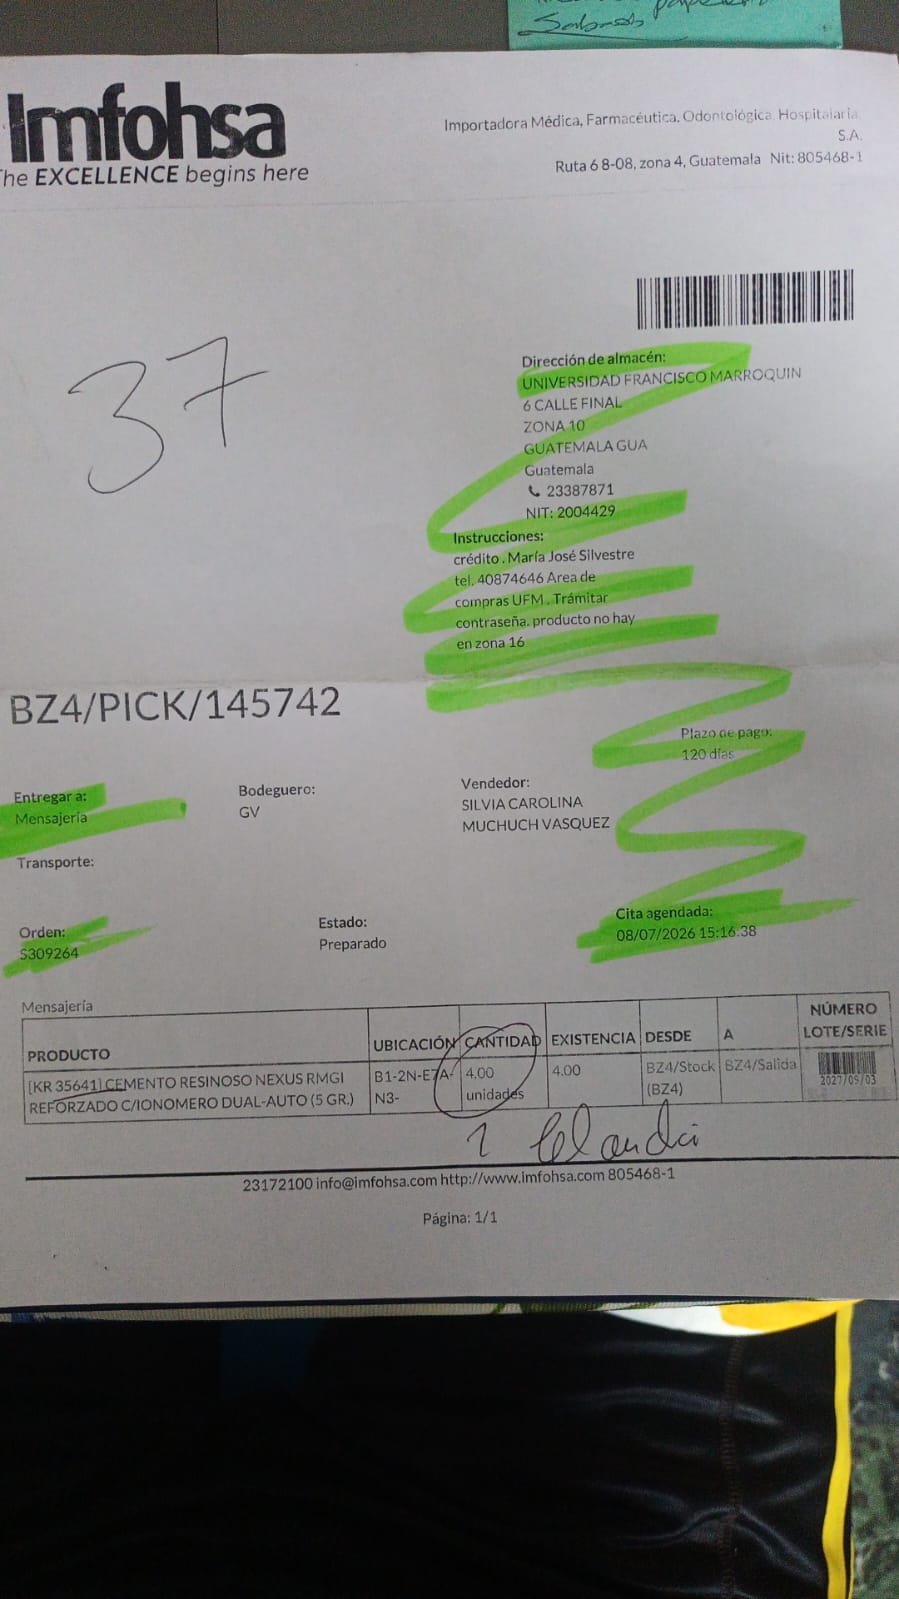 Sabado
Imfohsa
The EXCELLENCE begins here
Importadora Médica, Farmacéutica, Odontológica, Hospitalaria,
S.A.
Ruta 6 8-08, zona 4, Guatemala Nit: 805468-1
37
Dirección de almacén:
UNIVERSIDAD FRANCISCO MARROQUIN
6 CALLE FINAL
ZONA 10
GUATEMALA GUA
Guatemala
23387871
NIT: 2004429
Instrucciones:
crédito . María José Silvestre
tel. 40874646 Area de
compras UFM . Trámitar
contraseña. producto no hay
en zona 16
BZ4/PICK/145742
Plazo de pago:
120 días
Entregar a:
Mensajería
Bodeguero:
GV
Vendedor:
SILVIA CAROLINA
MUCHUCH VASQUEZ
Transporte:
Orden:
S309264
Estado:
Preparado
Cita agendada:
08/07/2026 15:16:38
Mensajería
PRODUCTO UBICACIÓN CANTIDAD EXISTENCIA DESDE A NÚMERO LOTE/SERIE
[KR 35641] CEMENTO RESINOSO NEXUS RMGI B1-2N-E7A- 4.00 4.00 BZ4/Stock BZ4/Salida
REFORZADO C/IONOMERO DUAL-AUTO (5 GR.) N3- unidades (BZ4) 2027/05/03
1
23172100 info@imfohsa.com http://www.imfohsa.com 805468-1
Página: 1/1